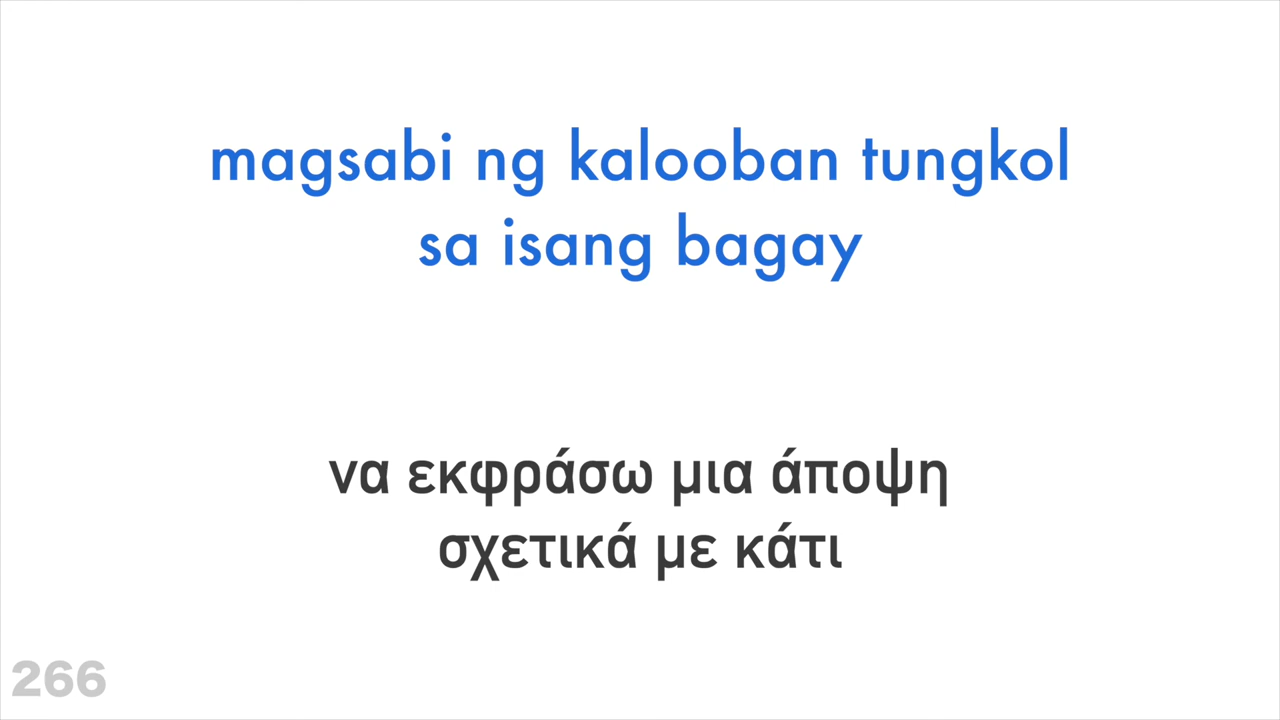 magsabi ng kalooban tungkol
sa isang bagay
να εκφράσω μια άποψη
σχετικά με κάτι
266